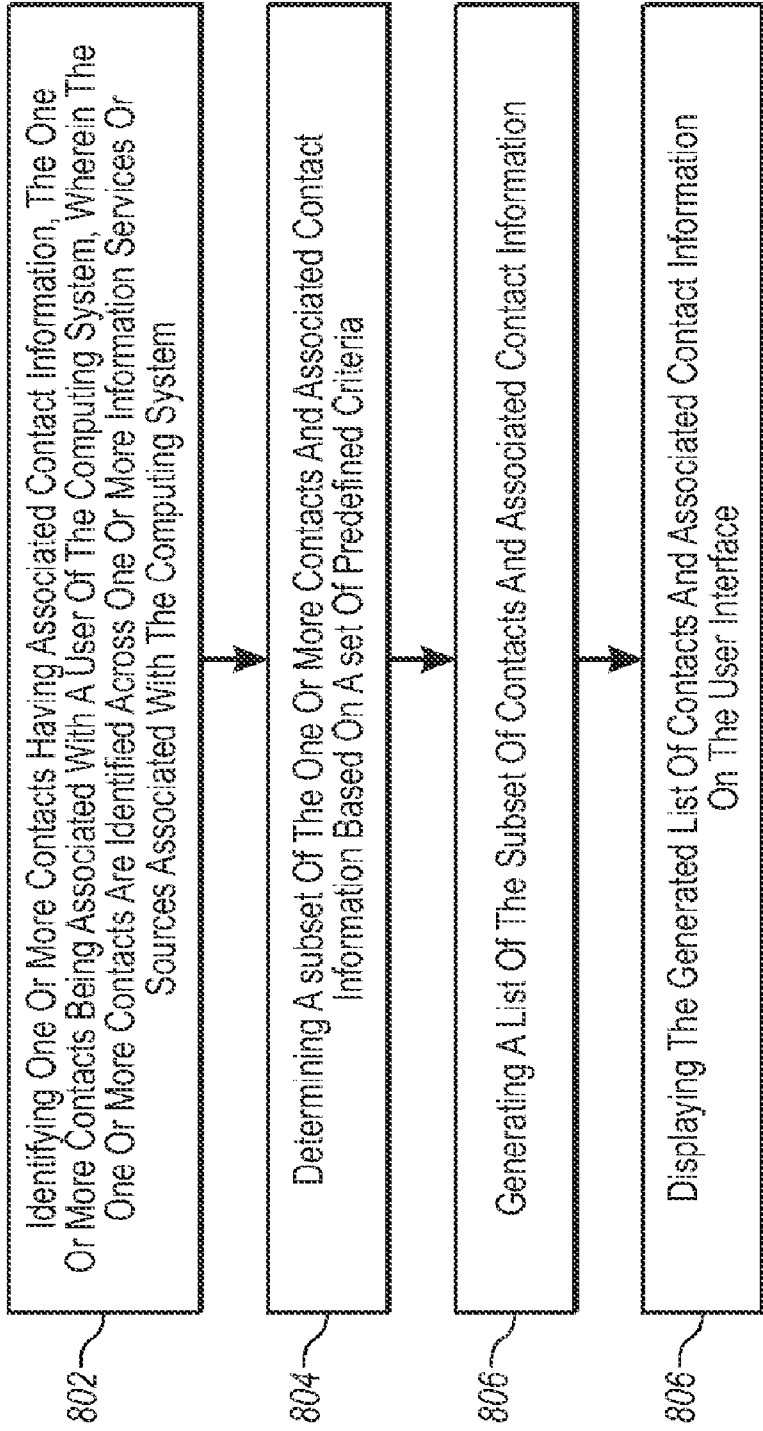 802
Identifying One Or More Contacts Having Associated Contact Information, The One
Or More Contacts Being Associated With A User Of The Computing System, Wherein The
One Or More Contacts Are Identified Across One Or More Information Services Or
Sources Associated With The Computing System
804
Determining A subset Of The One Or More Contacts And Associated Contact
Information Based On A set Of Predefined Criteria
806
Generating A List Of The Subset Of Contacts And Associated Contact Information
806
Displaying The Generated List Of Contacts And Associated Contact Information
On The User Interface